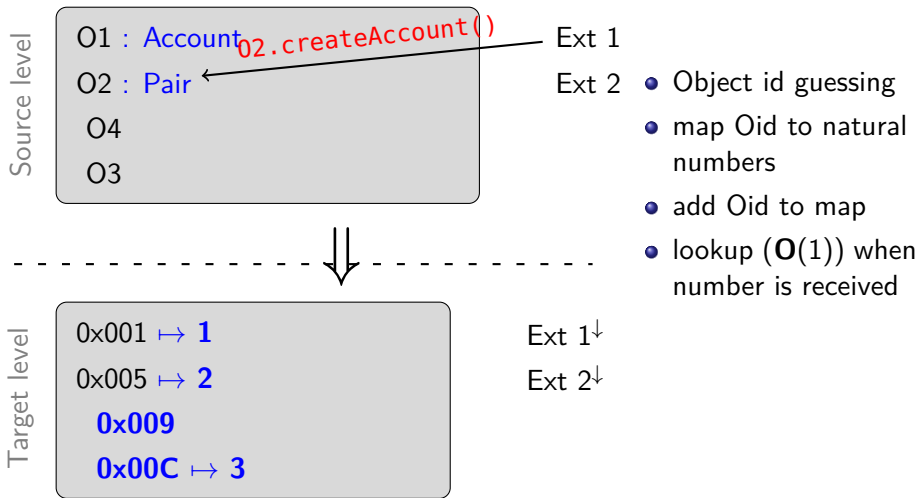 Source level
O1 : Account
O2.createAccount()
Ext 1
O2 : Pair
Ext 2
O4
O3
• Object id guessing
• map Oid to natural
numbers
• add Oid to map
• lookup (O(1)) when
number is received
Target level
0x001 ↦ 1
Ext 1↓
0x005 ↦ 2
Ext 2↓
0x009
0x00C ↦ 3